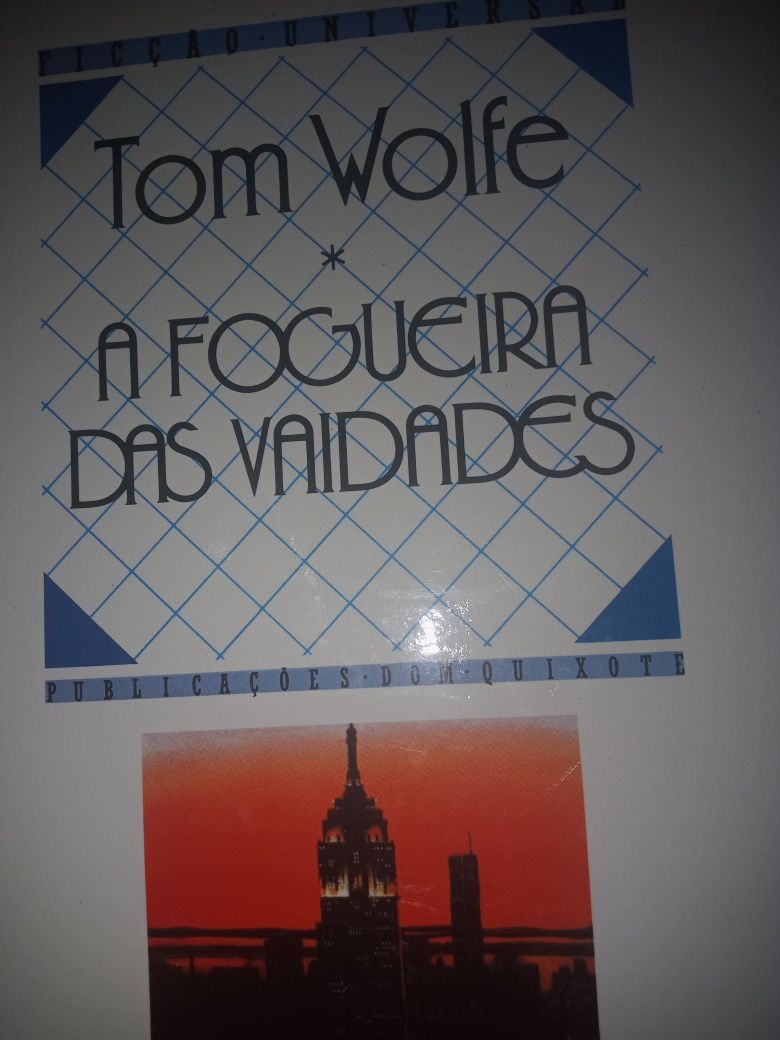 FICÇÃO·UNIVERSAL
Tom Wolfe
*
A FOGUEIRA
DAS VAIDADES
PUBLICAÇÕES·DOM·QUIXOTE